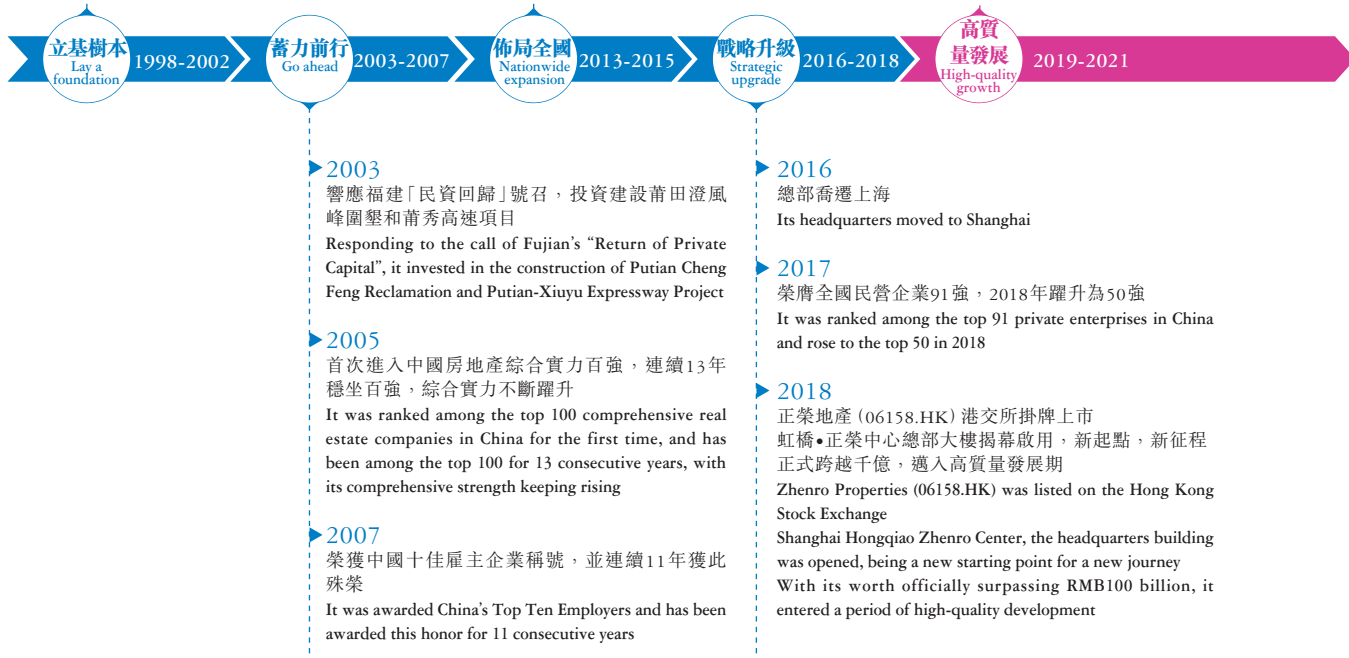 立基樹本
Lay a
foundation
1998-2002
蓄力前行
Go ahead
2003-2007
佈局全國
Nationwide
expansion
2013-2015
戰略升級
Strategic
upgrade
2016-2018
高質
量發展
High-quality
growth
2019-2021
2003
響應福建「民資回歸」號召，投資建設莆田澄風
峰圍墾和莆秀高速項目
Responding to the call of Fujian’s “Return of Private
Capital”, it invested in the construction of Putian Cheng
Feng Reclamation and Putian-Xiuyu Expressway Project
2005
首次進入中國房地產綜合實力百強，連續13年
穩坐百強，綜合實力不斷躍升
It was ranked among the top 100 comprehensive real
estate companies in China for the first time, and has
been among the top 100 for 13 consecutive years, with
its comprehensive strength keeping rising
2007
榮獲中國十佳雇主企業稱號，並連續11年獲此
殊榮
It was awarded China’s Top Ten Employers and has been
awarded this honor for 11 consecutive years
2016
總部喬遷上海
Its headquarters moved to Shanghai
2017
榮膺全國民營企業91強，2018年躍升為50強
It was ranked among the top 91 private enterprises in China
and rose to the top 50 in 2018
2018
正榮地產（06158.HK）港交所掛牌上市
虹橋•正榮中心總部大樓揭幕啟用，新起點，新征程
正式跨越千億，邁入高質量發展期
Zhenro Properties (06158.HK) was listed on the Hong Kong
Stock Exchange
Shanghai Hongqiao Zhenro Center, the headquarters building
was opened, being a new starting point for a new journey
With its worth officially surpassing RMB100 billion, it
entered a period of high-quality development